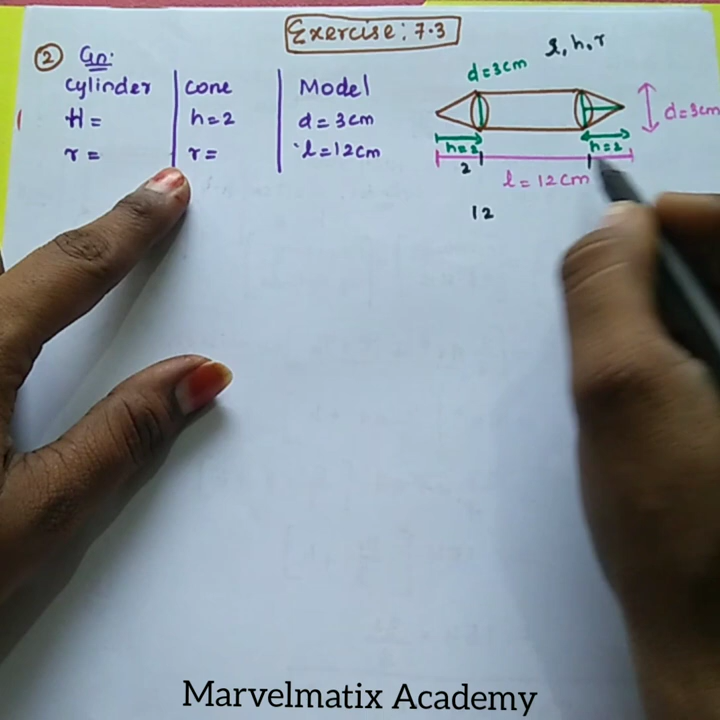 Exercise: 7.3
② Gn:
Cylinder | Cone | Model
H = | h = 2 | d = 3cm
r = | r = | l = 12cm
l, h, r
d = 3cm
d = 3cm
h = 2
h = 2
2
l = 12cm
12
Marvelmatix Academy